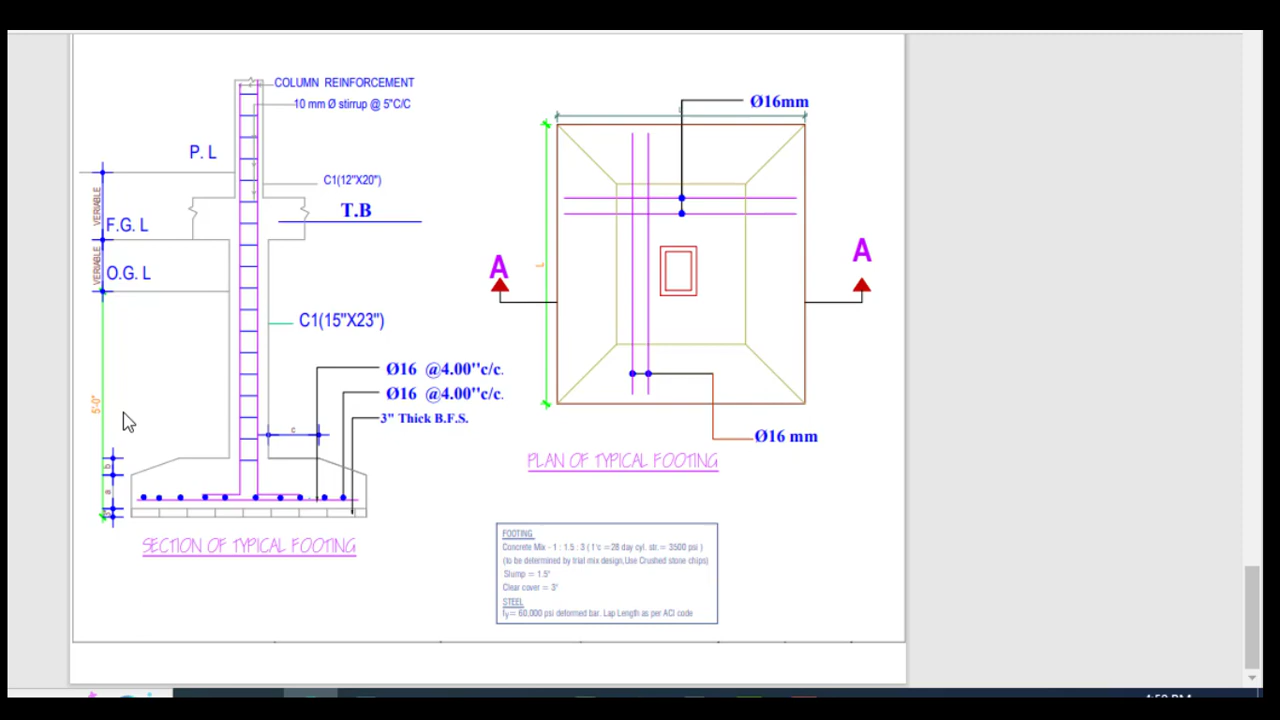 COLUMN REINFORCEMENT
10 mm Ø stirrup @ 5"C/C
P. L
C1(12"X20")
T.B
VERIABLE
F.G. L
VERIABLE
O.G. L
C1(15"X23")
Ø16 @4.00''c/c.
Ø16 @4.00''c/c.
3" Thick B.F.S.
5'-0"
c
b
a
3"
SECTION OF TYPICAL FOOTING
Ø16mm
L
A
A
Ø16 mm
PLAN OF TYPICAL FOOTING
FOOTING
Concrete Mix - 1 : 1.5 : 3 ( f'c =28 day cyl. str.= 3500 psi )
(to be determined by trial mix design,Use Crushed stone chips)
Slump = 1.5"
Clear cover = 3"
STEEL
fy= 60,000 psi deformed bar. Lap Length as per ACI code